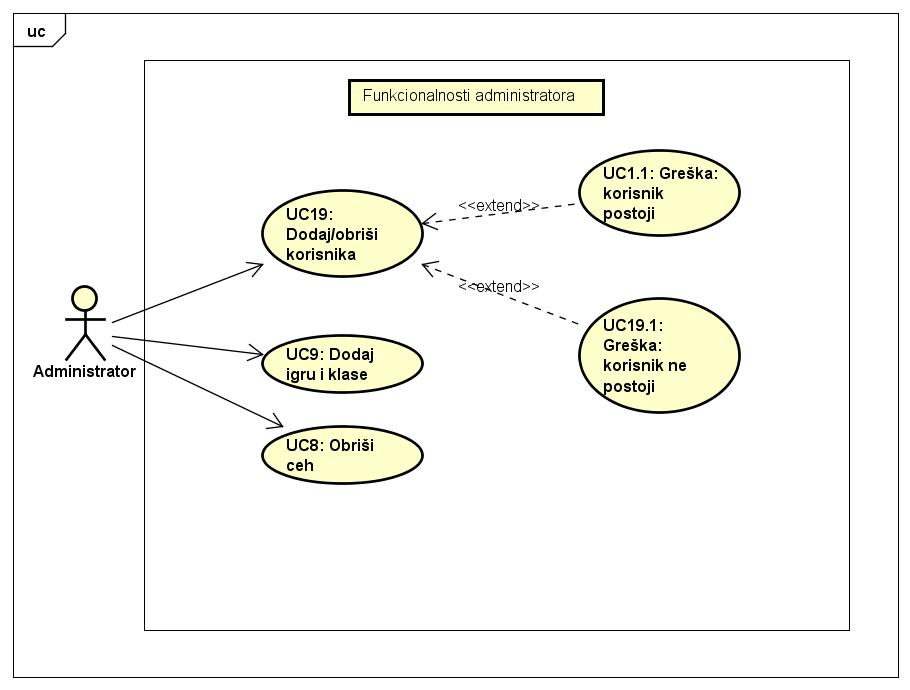 uc
Funkcionalnosti administratora
UC19:
Dodaj/obriši
korisnika
<<extend>>
UC1.1: Greška:
korisnik
postoji
<<extend>>
UC19.1:
Greška:
korisnik ne
postoji
Administrator
UC9: Dodaj
igru i klase
UC8: Obriši
ceh